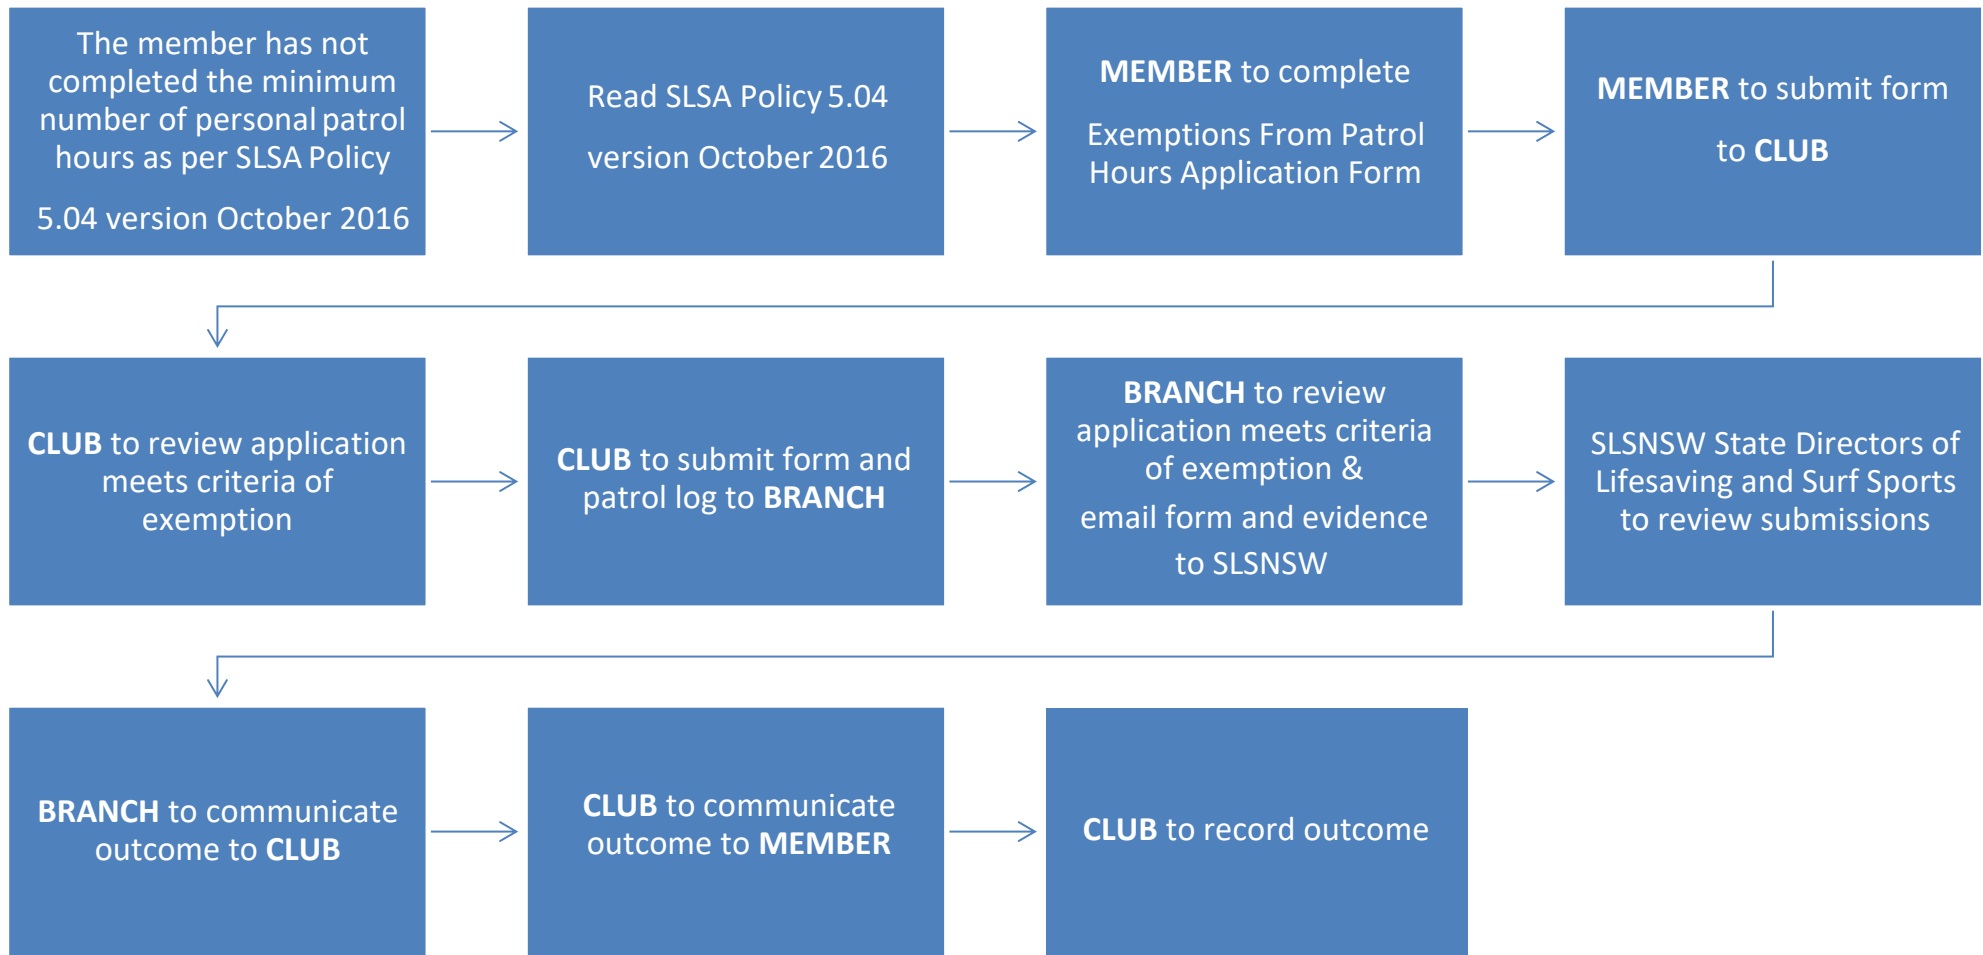 The member has not
completed the minimum
number of personal patrol
hours as per SLSA Policy
5.04 version October 2016
Read SLSA Policy 5.04
version October 2016
MEMBER to complete
Exemptions From Patrol
Hours Application Form
MEMBER to submit form
to CLUB
CLUB to review application
meets criteria of
exemption
CLUB to submit form and
patrol log to BRANCH
BRANCH to review
application meets criteria
of exemption &
email form and evidence
to SLSNSW
SLSNSW State Directors of
Lifesaving and Surf Sports
to review submissions
BRANCH to communicate
outcome to CLUB
CLUB to communicate
outcome to MEMBER
CLUB to record outcome